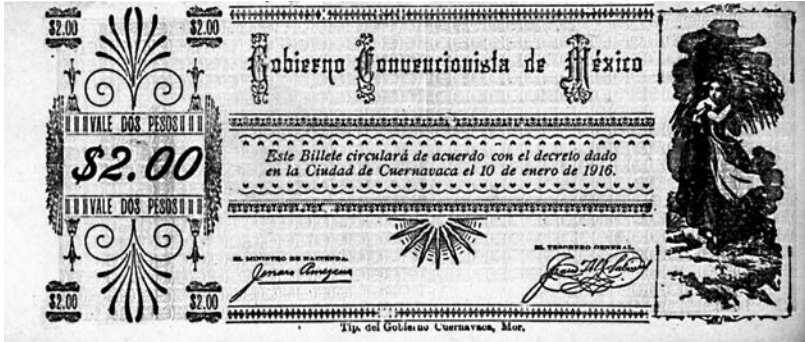 $2.00 $2.00
Gobierno Convencionista de México
VALE DOS PESOS
$2.00
Este Billete circulará de acuerdo con el decreto dado
en la Ciudad de Cuernavaca el 10 de enero de 1916.
VALE DOS PESOS
EL MINISTRO DE HACIENDA.
EL TESORERO GENERAL.
Genaro Amezcua
$2.00 $2.00
Tip. del Gobierno Cuernavaca, Mor.